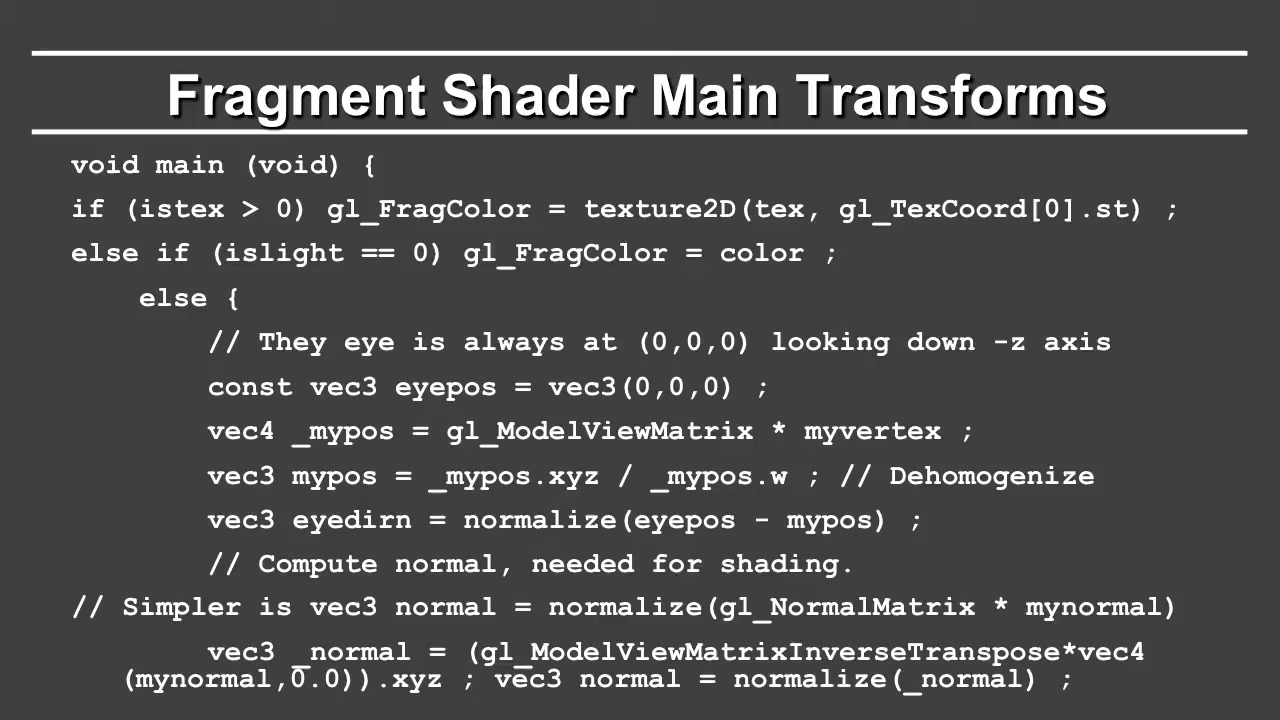 Fragment Shader Main Transforms
void main (void) {
if (istex > 0) gl_FragColor = texture2D(tex, gl_TexCoord[0].st) ;
else if (islight == 0) gl_FragColor = color ;
else {
// They eye is always at (0,0,0) looking down -z axis
const vec3 eyepos = vec3(0,0,0) ;
vec4 _mypos = gl_ModelViewMatrix * myvertex ;
vec3 mypos = _mypos.xyz / _mypos.w ; // Dehomogenize
vec3 eyedirn = normalize(eyepos - mypos) ;
// Compute normal, needed for shading.
// Simpler is vec3 normal = normalize(gl_NormalMatrix * mynormal)
vec3 _normal = (gl_ModelViewMatrixInverseTranspose*vec4
(mynormal,0.0)).xyz ; vec3 normal = normalize(_normal) ;